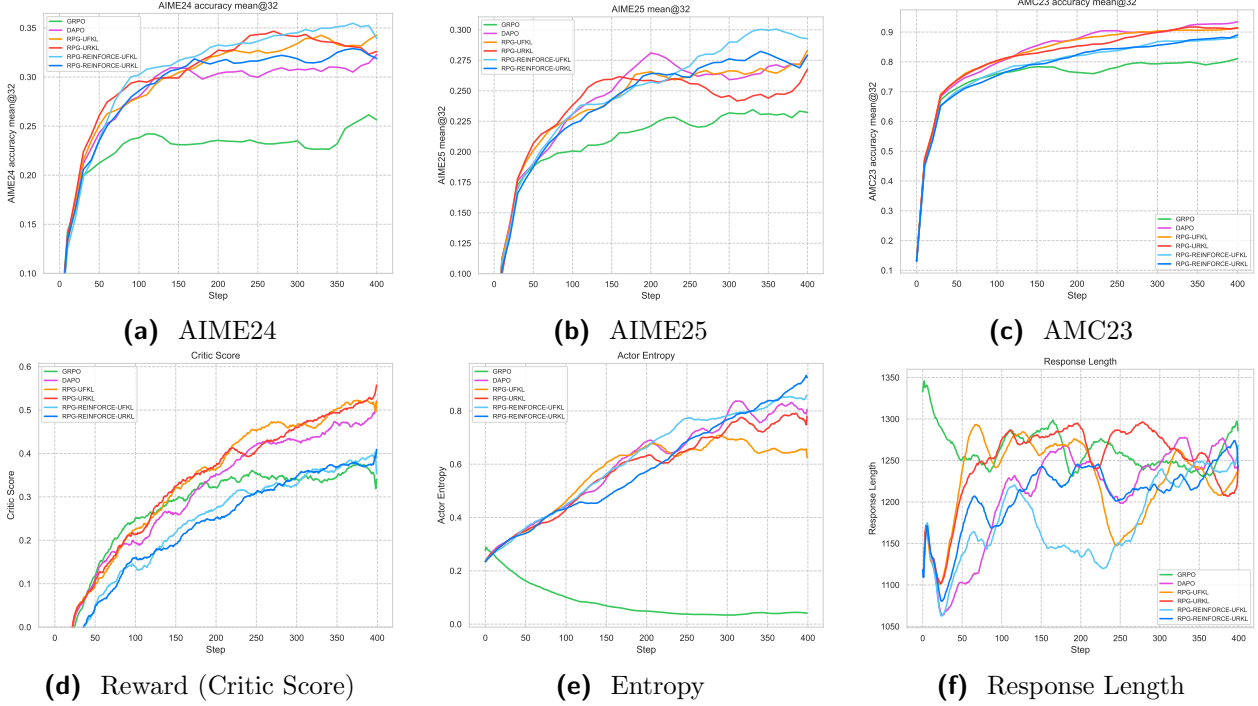 AIME24 accuracy mean@32
AIME24 accuracy mean@32
0.35
0.30
0.25
0.20
0.15
0.10
GRPO
DAPO
RPG-UFKL
RPG-URKL
RPG-REINFORCE-UFKL
RPG-REINFORCE-URKL
0 50 100 150 200 250 300 350 400
Step
(a) AIME24
AIME25 mean@32
AIME25 mean@32
0.300
0.275
0.250
0.225
0.200
0.175
0.150
0.125
0.100
GRPO
DAPO
RPG-UFKL
RPG-URKL
RPG-REINFORCE-UFKL
RPG-REINFORCE-URKL
0 50 100 150 200 250 300 350 400
Step
(b) AIME25
AMC23 accuracy mean@32
AMC23 accuracy mean@32
0.9
0.8
0.7
0.6
0.5
0.4
0.3
0.2
0.1
GRPO
DAPO
RPG-UFKL
RPG-URKL
RPG-REINFORCE-UFKL
RPG-REINFORCE-URKL
0 50 100 150 200 250 300 350 400
Step
(c) AMC23
Critic Score
Critic Score
0.6
0.5
0.4
0.3
0.2
0.1
0.0
GRPO
DAPO
RPG-UFKL
RPG-URKL
RPG-REINFORCE-UFKL
RPG-REINFORCE-URKL
0 50 100 150 200 250 300 350 400
Step
(d) Reward (Critic Score)
Actor Entropy
Actor Entropy
0.8
0.6
0.4
0.2
0.0
GRPO
DAPO
RPG-UFKL
RPG-URKL
RPG-REINFORCE-UFKL
RPG-REINFORCE-URKL
0 50 100 150 200 250 300 350 400
Step
(e) Entropy
Response Length
Response Length
1350
1300
1250
1200
1150
1100
1050
GRPO
DAPO
RPG-UFKL
RPG-URKL
RPG-REINFORCE-UFKL
RPG-REINFORCE-URKL
0 50 100 150 200 250 300 350 400
Step
(f) Response Length